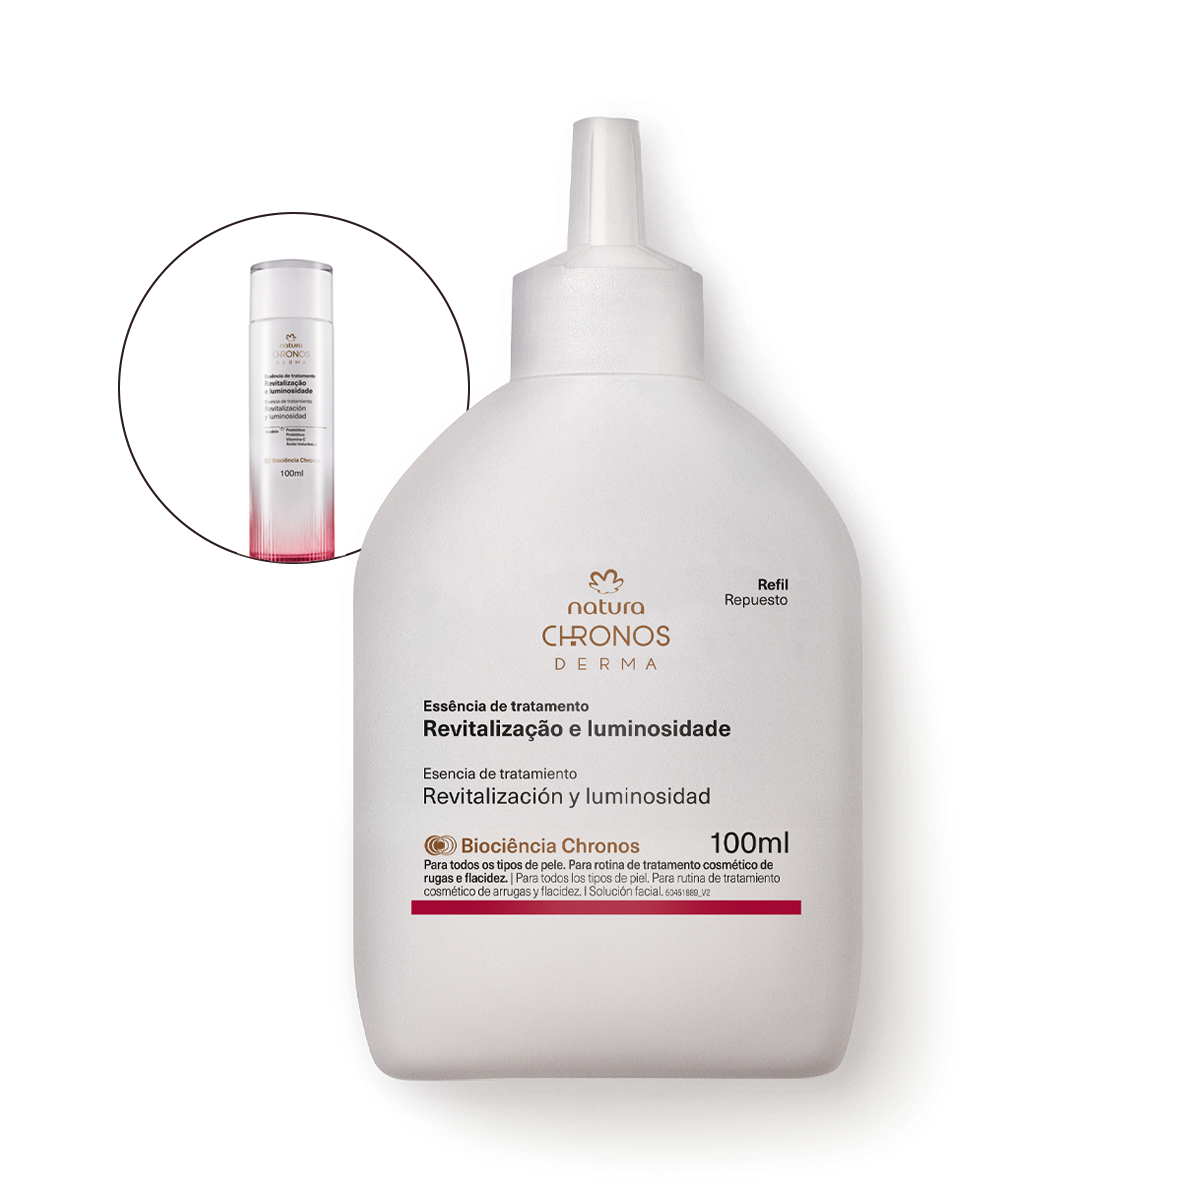 natura
CHRONOS
DERMA
Essência de tratamento
Revitalização
e luminosidade
Esencia de tratamiento
Revitalización
y luminosidad
Prebiótico
Vitamina C
Biociência Chronos
100ml
Refil
Repuesto
natura
CHRONOS
DERMA
Essência de tratamento
Revitalização e luminosidade
Esencia de tratamiento
Revitalización y luminosidad
Biociência Chronos 100ml
Para todos os tipos de pele. Para rotina de tratamento cosmético de
rugas e flacidez. | Para todos los tipos de piel. Para rutina de tratamiento
cosmético de arrugas y flacidez. | Solución facial. 60451889_V2